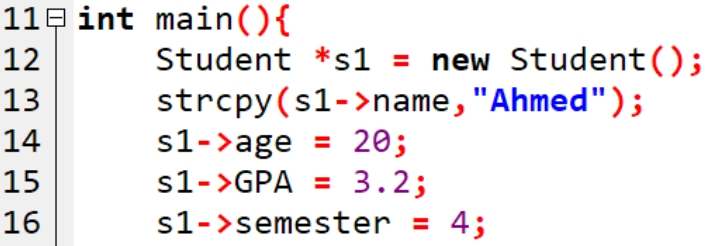 11 int main(){
12 Student *s1 = new Student();
13 strcpy(s1->name,"Ahmed");
14 s1->age = 20;
15 s1->GPA = 3.2;
16 s1->semester = 4;